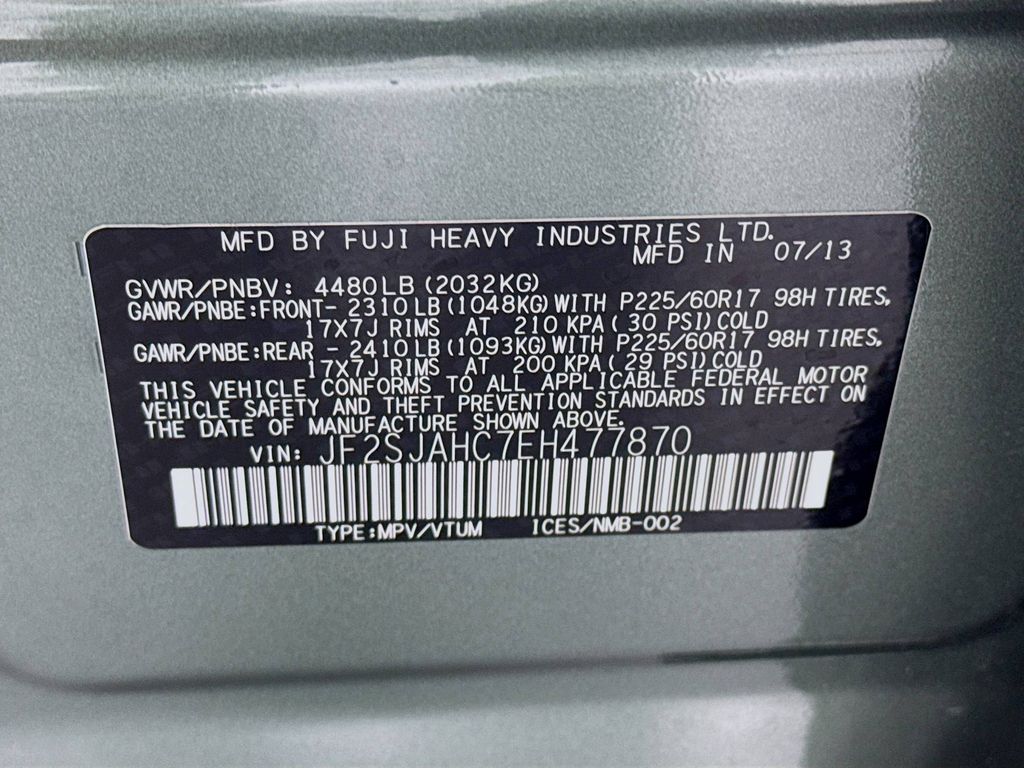 MFD BY FUJI HEAVY INDUSTRIES LTD.
MFD IN 07/13
GVWR/PNBV: 4480LB(2032KG)
GAWR/PNBE:FRONT- 2310LB(1048KG)WITH P225/60R17 98H TIRES,
17X7J RIMS AT 210KPA(30 PSI)COLD
GAWR/PNBE:REAR - 2410LB(1093KG)WITH P225/60R17 98H TIRES,
17X7J RIMS AT 200KPA(29 PSI)COLD
THIS VEHICLE CONFORMS TO ALL APPLICABLE FEDERAL MOTOR
VEHICLE SAFETY AND THEFT PREVENTION STANDARDS IN EFFECT ON
THE DATE OF MANUFACTURE SHOWN ABOVE.
VIN: JF2SJAHC7EH477870
TYPE:MPV/VTUM ICES/NMB-002